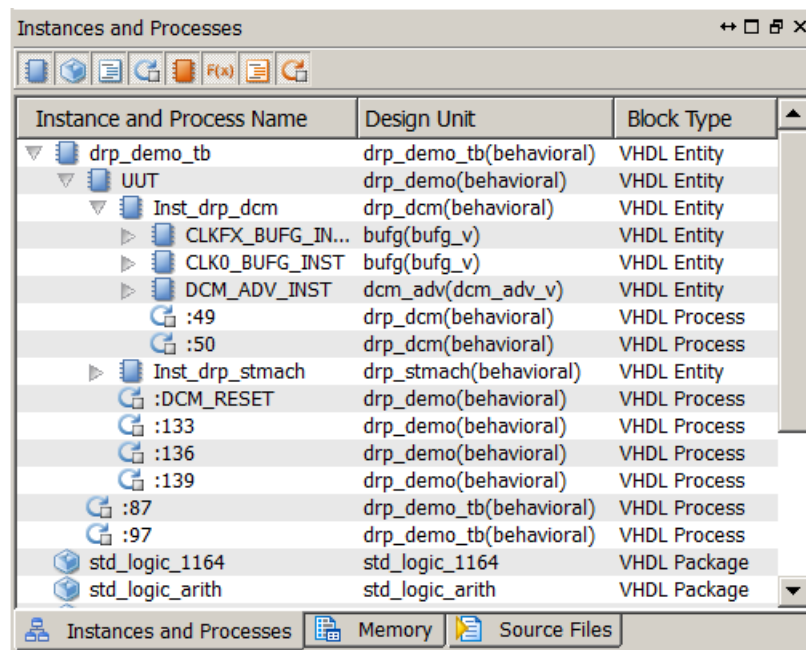 Instances and Processes
F(x)
Instance and Process Name Design Unit Block Type
drp_demo_tb drp_demo_tb(behavioral) VHDL Entity
UUT drp_demo(behavioral) VHDL Entity
Inst_drp_dcm drp_dcm(behavioral) VHDL Entity
CLKFX_BUFG_IN... bufg(bufg_v) VHDL Entity
CLK0_BUFG_INST bufg(bufg_v) VHDL Entity
DCM_ADV_INST dcm_adv(dcm_adv_v) VHDL Entity
:49 drp_dcm(behavioral) VHDL Process
:50 drp_dcm(behavioral) VHDL Process
Inst_drp_stmach drp_stmach(behavioral) VHDL Entity
:DCM_RESET drp_demo(behavioral) VHDL Process
:133 drp_demo(behavioral) VHDL Process
:136 drp_demo(behavioral) VHDL Process
:139 drp_demo(behavioral) VHDL Process
:87 drp_demo_tb(behavioral) VHDL Process
:97 drp_demo_tb(behavioral) VHDL Process
std_logic_1164 std_logic_1164 VHDL Package
std_logic_arith std_logic_arith VHDL Package
Instances and Processes Memory Source Files